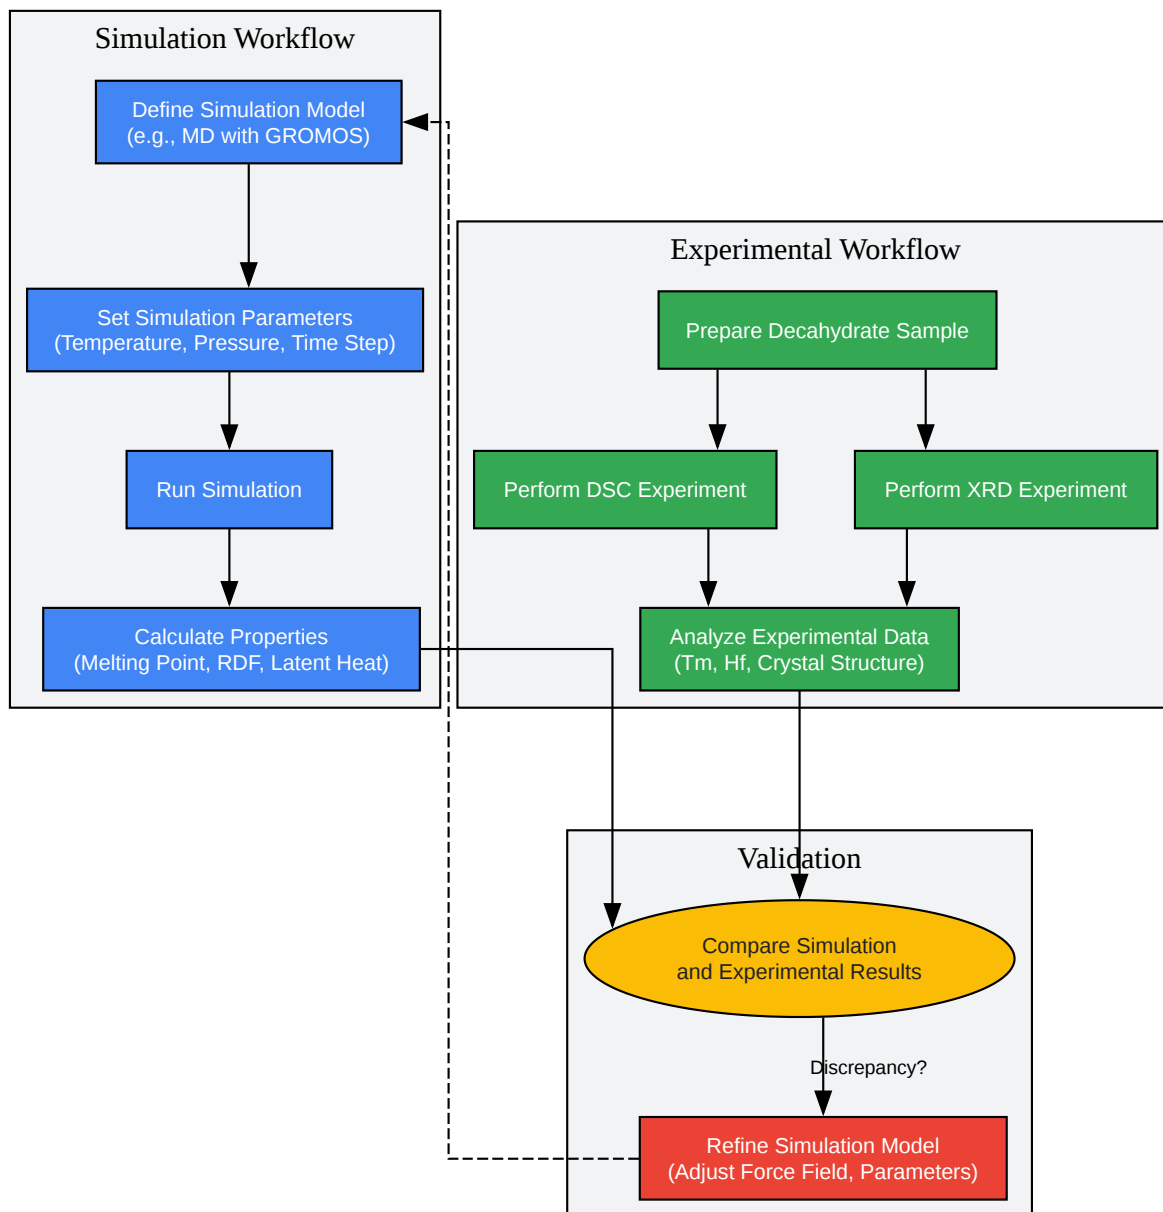 Simulation Workflow
Define Simulation Model
(e.g., MD with GROMOS)
Set Simulation Parameters
(Temperature, Pressure, Time Step)
Run Simulation
Calculate Properties
(Melting Point, RDF, Latent Heat)
Experimental Workflow
Prepare Decahydrate Sample
Perform DSC Experiment
Perform XRD Experiment
Analyze Experimental Data
(Tm, Hf, Crystal Structure)
Validation
Compare Simulation
and Experimental Results
Discrepancy?
Refine Simulation Model
(Adjust Force Field, Parameters)